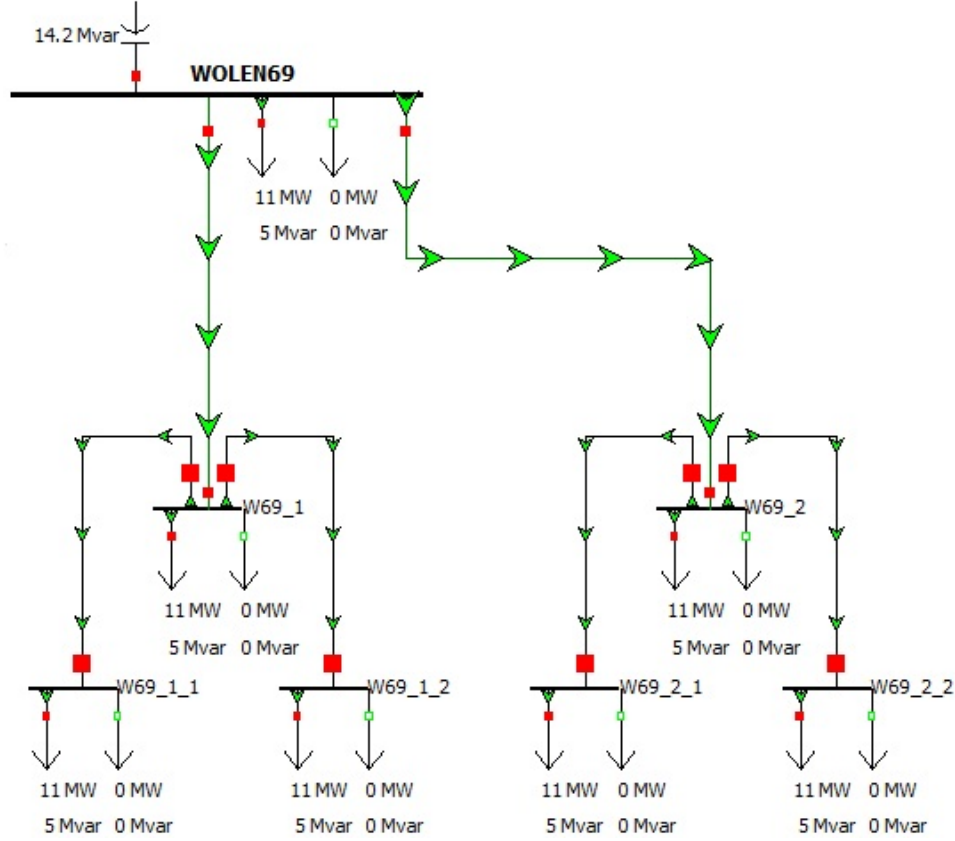 14.2 Mvar
WOLEN69
11 MW 0 MW
5 Mvar 0 Mvar
W69_1
W69_2
11 MW 0 MW
5 Mvar 0 Mvar
11 MW 0 MW
5 Mvar 0 Mvar
W69_1_1
W69_1_2
W69_2_1
W69_2_2
11 MW 0 MW
5 Mvar 0 Mvar
11 MW 0 MW
5 Mvar 0 Mvar
11 MW 0 MW
5 Mvar 0 Mvar
11 MW 0 MW
5 Mvar 0 Mvar